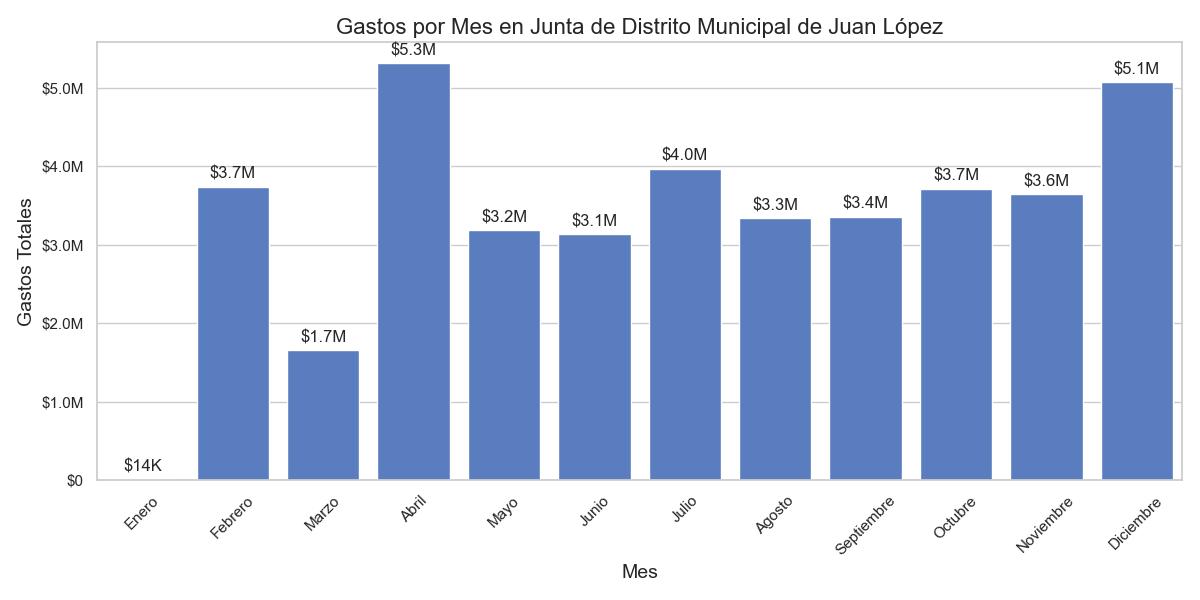 Gastos por Mes en Junta de Distrito Municipal de Juan López
Gastos Totales
$5.0M
$4.0M
$3.0M
$2.0M
$1.0M
$0
$14K
$3.7M
$1.7M
$5.3M
$3.2M
$3.1M
$4.0M
$3.3M
$3.4M
$3.7M
$3.6M
$5.1M
Enero
Febrero
Marzo
Abril
Mayo
Junio
Julio
Agosto
Septiembre
Octubre
Noviembre
Diciembre
Mes